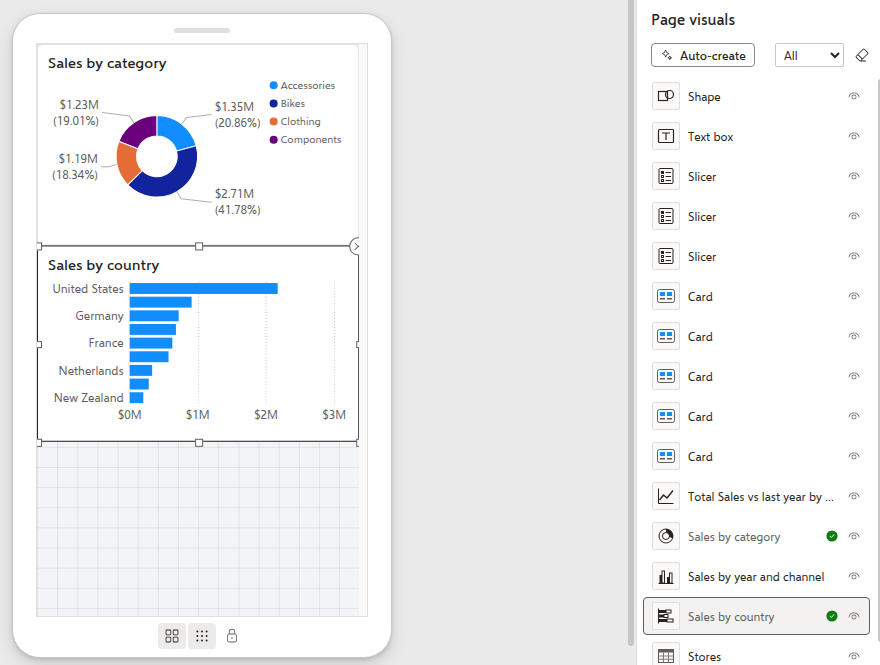 Sales by category
$1.23M
(19.01%)
$1.19M
(18.34%)
$1.35M
(20.86%)
$2.71M
(41.78%)
Accessories
Bikes
Clothing
Components
Sales by country
United States
Germany
France
Netherlands
New Zealand
$0M $1M $2M $3M
Page visuals
Auto-create All
Shape
Text box
Slicer
Slicer
Slicer
Card
Card
Card
Card
Card
Total Sales vs last year by ...
Sales by category
Sales by year and channel
Sales by country
Stores